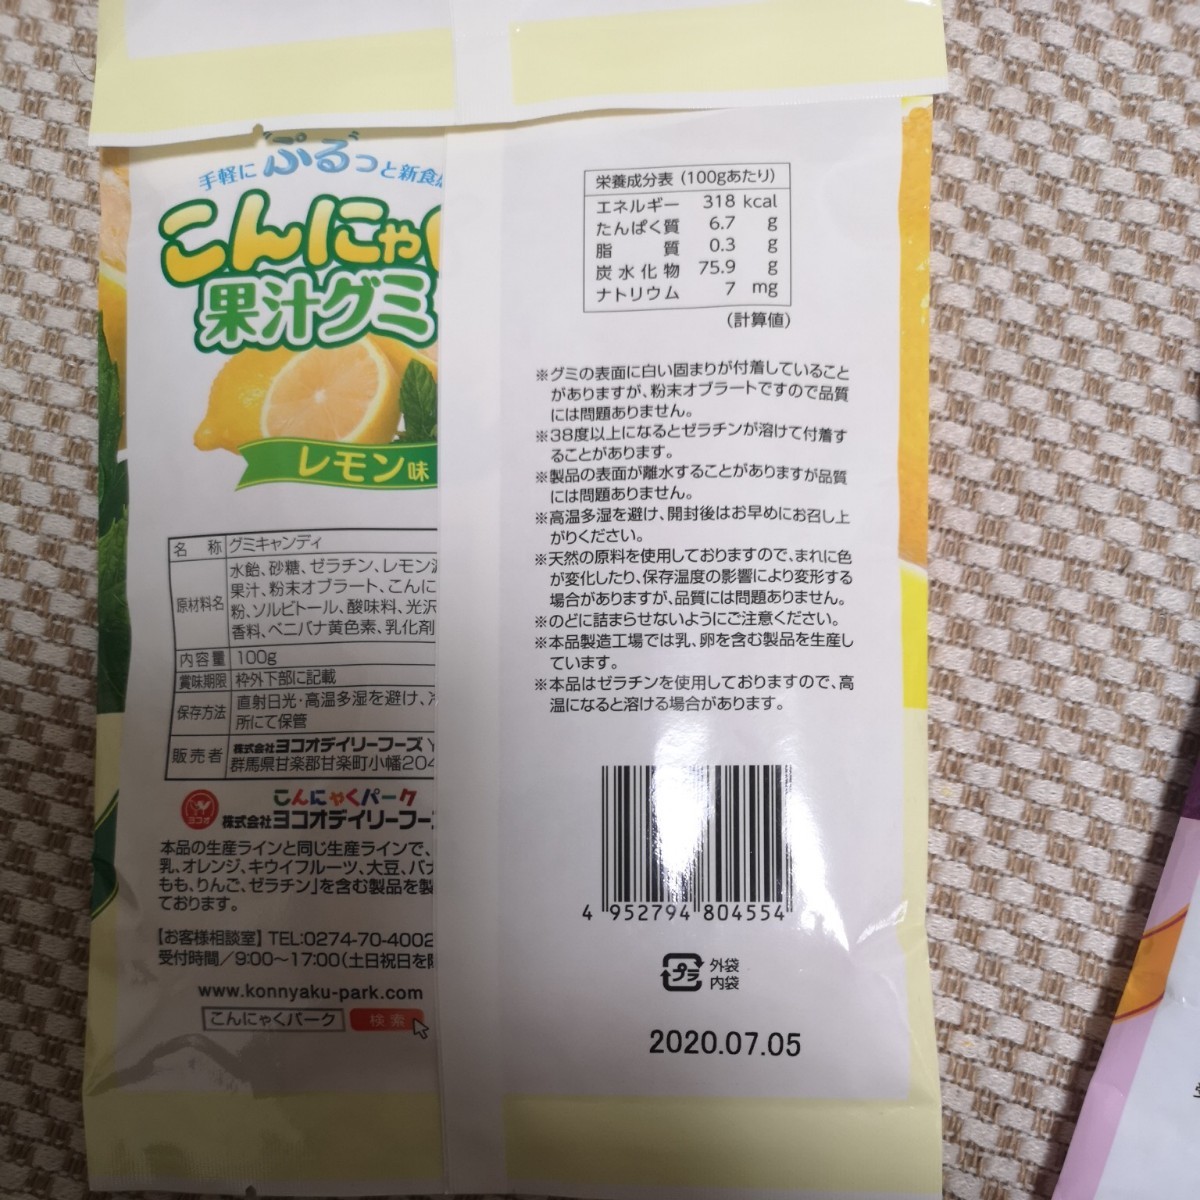 手軽に"ぷるっ"と新食
こんにゃ
果汁グミ
レモン味
名 称 グミキャンディ
原材料名 水飴、砂糖、ゼラチン、レモン
果汁、粉末オブラート、こんに
粉、ソルビトール、酸味料、光沢
香料、ベニバナ黄色素、乳化剤
内容量 100g
賞味期限 枠外下部に記載
保存方法 直射日光・高温多湿を避け、
所にて保管
販売者 株式会社ヨコオデイリーフーズ
群馬県甘楽郡甘楽町小幡204
ヨコオ
こんにゃくパーク
株式会社ヨコオデイリーフー
本品の生産ラインと同じ生産ラインで、
乳、オレンジ、キウイフルーツ、大豆、バナ
もも、りんご、ゼラチン」を含む製品を製
ております。
【お客様相談室】TEL:0274-70-4002
受付時間/9:00〜17:00(土日祝日を
www.konnyaku-park.com
こんにゃくパーク 検索
栄養成分表 (100gあたり)
エネルギー 318 kcal
たんぱく質 6.7 g
脂 質 0.3 g
炭水化物 75.9 g
ナトリウム 7 mg
(計算値)
※グミの表面に白い固まりが付着していること
がありますが、粉末オブラートですので品質
には問題ありません。
※38度以上になるとゼラチンが溶けて付着す
ることがあります。
※製品の表面が離水することがありますが品質
には問題ありません。
※高温多湿を避け、開封後はお早めにお召し上
がりください。
※天然の原料を使用しておりますので、まれに色
が変化したり、保存温度の影響により変形する
場合がありますが、品質には問題ありません。
※のどに詰まらせないようにご注意ください。
※本品製造工場では乳、卵を含む製品を生産し
ています。
※本品はゼラチンを使用しておりますので、高
温になると溶ける場合があります。
4 952794 804554
プラ 外袋
内袋
2020.07.05